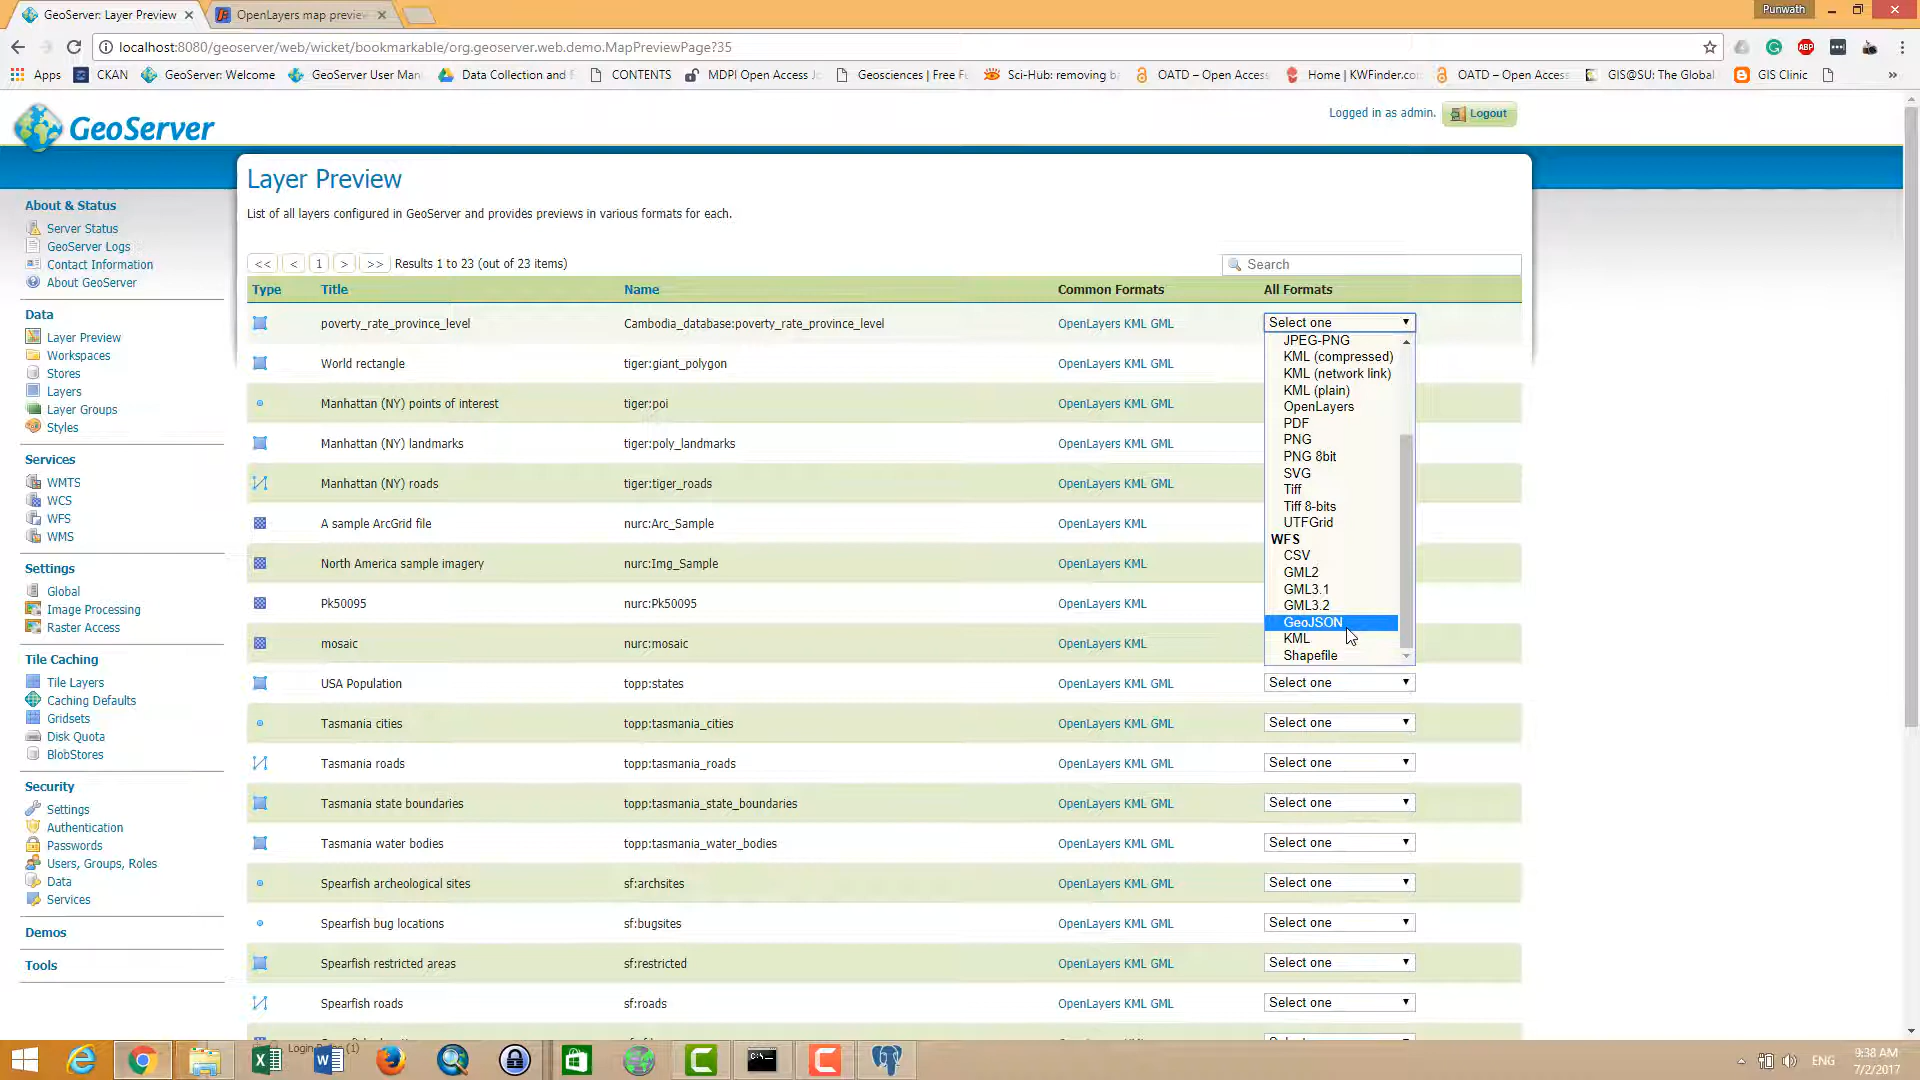 GeoServer: Layer Preview
OpenLayers map previe
Punwath
localhost:8080/geoserver/web/wicket/bookmarkable/org.geoserver.web.demo.MapPreviewPage?35
Apps CKAN GeoServer: Welcome GeoServer User Man Data Collection and CONTENTS MDPI Open Access Geosciences | Free Sci-Hub: removing OATD – Open Access Home | KWFinder.co OATD – Open Access GIS@SU: The Global GIS Clinic »
GeoServer
Logged in as admin. Logout
About & Status
Server Status
GeoServer Logs
Contact Information
About GeoServer
Data
Layer Preview
Workspaces
Stores
Layers
Layer Groups
Styles
Services
WMTS
WCS
WFS
WMS
Settings
Global
Image Processing
Raster Access
Tile Caching
Tile Layers
Caching Defaults
Gridsets
Disk Quota
BlobStores
Security
Settings
Authentication
Passwords
Users, Groups, Roles
Data
Services
Demos
Tools
Layer Preview
List of all layers configured in GeoServer and provides previews in various formats for each.
<< < 1 > >> Results 1 to 23 (out of 23 items) Search
Type Title Name Common Formats All Formats
poverty_rate_province_level Cambodia_database:poverty_rate_province_level OpenLayers KML GML Select one
World rectangle tiger:giant_polygon OpenLayers KML GML
Manhattan (NY) points of interest tiger:poi OpenLayers KML GML
Manhattan (NY) landmarks tiger:poly_landmarks OpenLayers KML GML
Manhattan (NY) roads tiger:tiger_roads OpenLayers KML GML
A sample ArcGrid file nurc:Arc_Sample OpenLayers KML
North America sample imagery nurc:Img_Sample OpenLayers KML
Pk50095 nurc:Pk50095 OpenLayers KML
mosaic nurc:mosaic OpenLayers KML
JPEG-PNG
KML (compressed)
KML (network link)
KML (plain)
OpenLayers
PDF
PNG
PNG 8bit
SVG
Tiff
Tiff 8-bits
UTFGrid
WFS
CSV
GML2
GML3.1
GML3.2
GeoJSON
KML
Shapefile
USA Population topp:states OpenLayers KML GML Select one
Tasmania cities topp:tasmania_cities OpenLayers KML GML Select one
Tasmania roads topp:tasmania_roads OpenLayers KML GML Select one
Tasmania state boundaries topp:tasmania_state_boundaries OpenLayers KML GML Select one
Tasmania water bodies topp:tasmania_water_bodies OpenLayers KML GML Select one
Spearfish archeological sites sf:archsites OpenLayers KML GML Select one
Spearfish bug locations sf:bugsites OpenLayers KML GML Select one
Spearfish restricted areas sf:restricted OpenLayers KML GML Select one
Spearfish roads sf:roads OpenLayers KML GML Select one
ENG
9:38 AM
7/2/2017